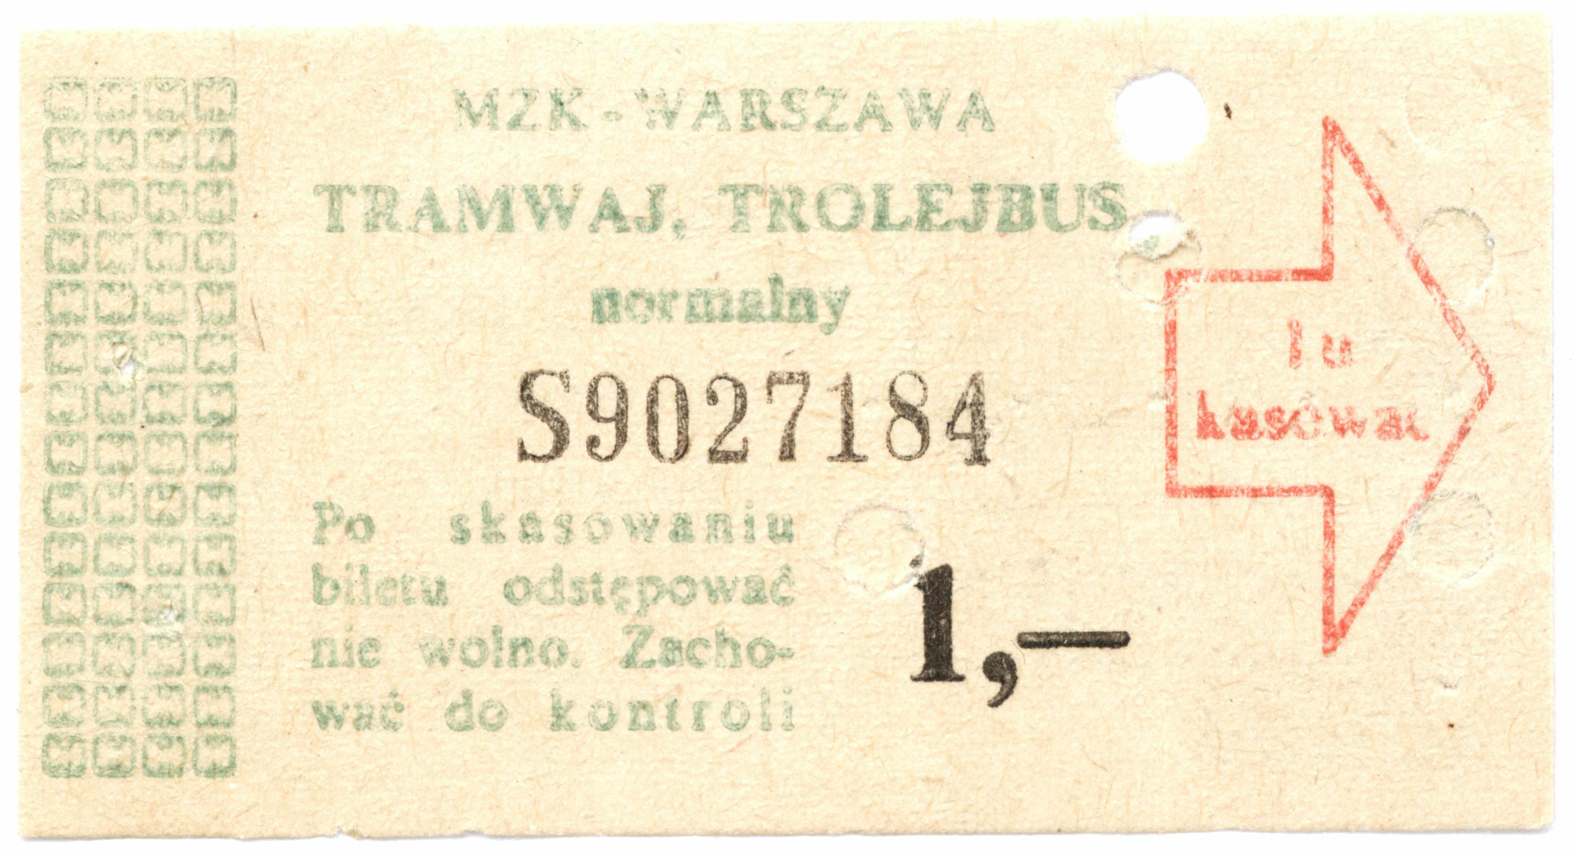 MZK-WARSZAWA
TRAMWAJ, TROLEJBUS
normalny
S9027184
Po skasowaniu
biletu odstępować
nie wolno. Zacho-
wać do kontroli
1,—
Tu
kasować